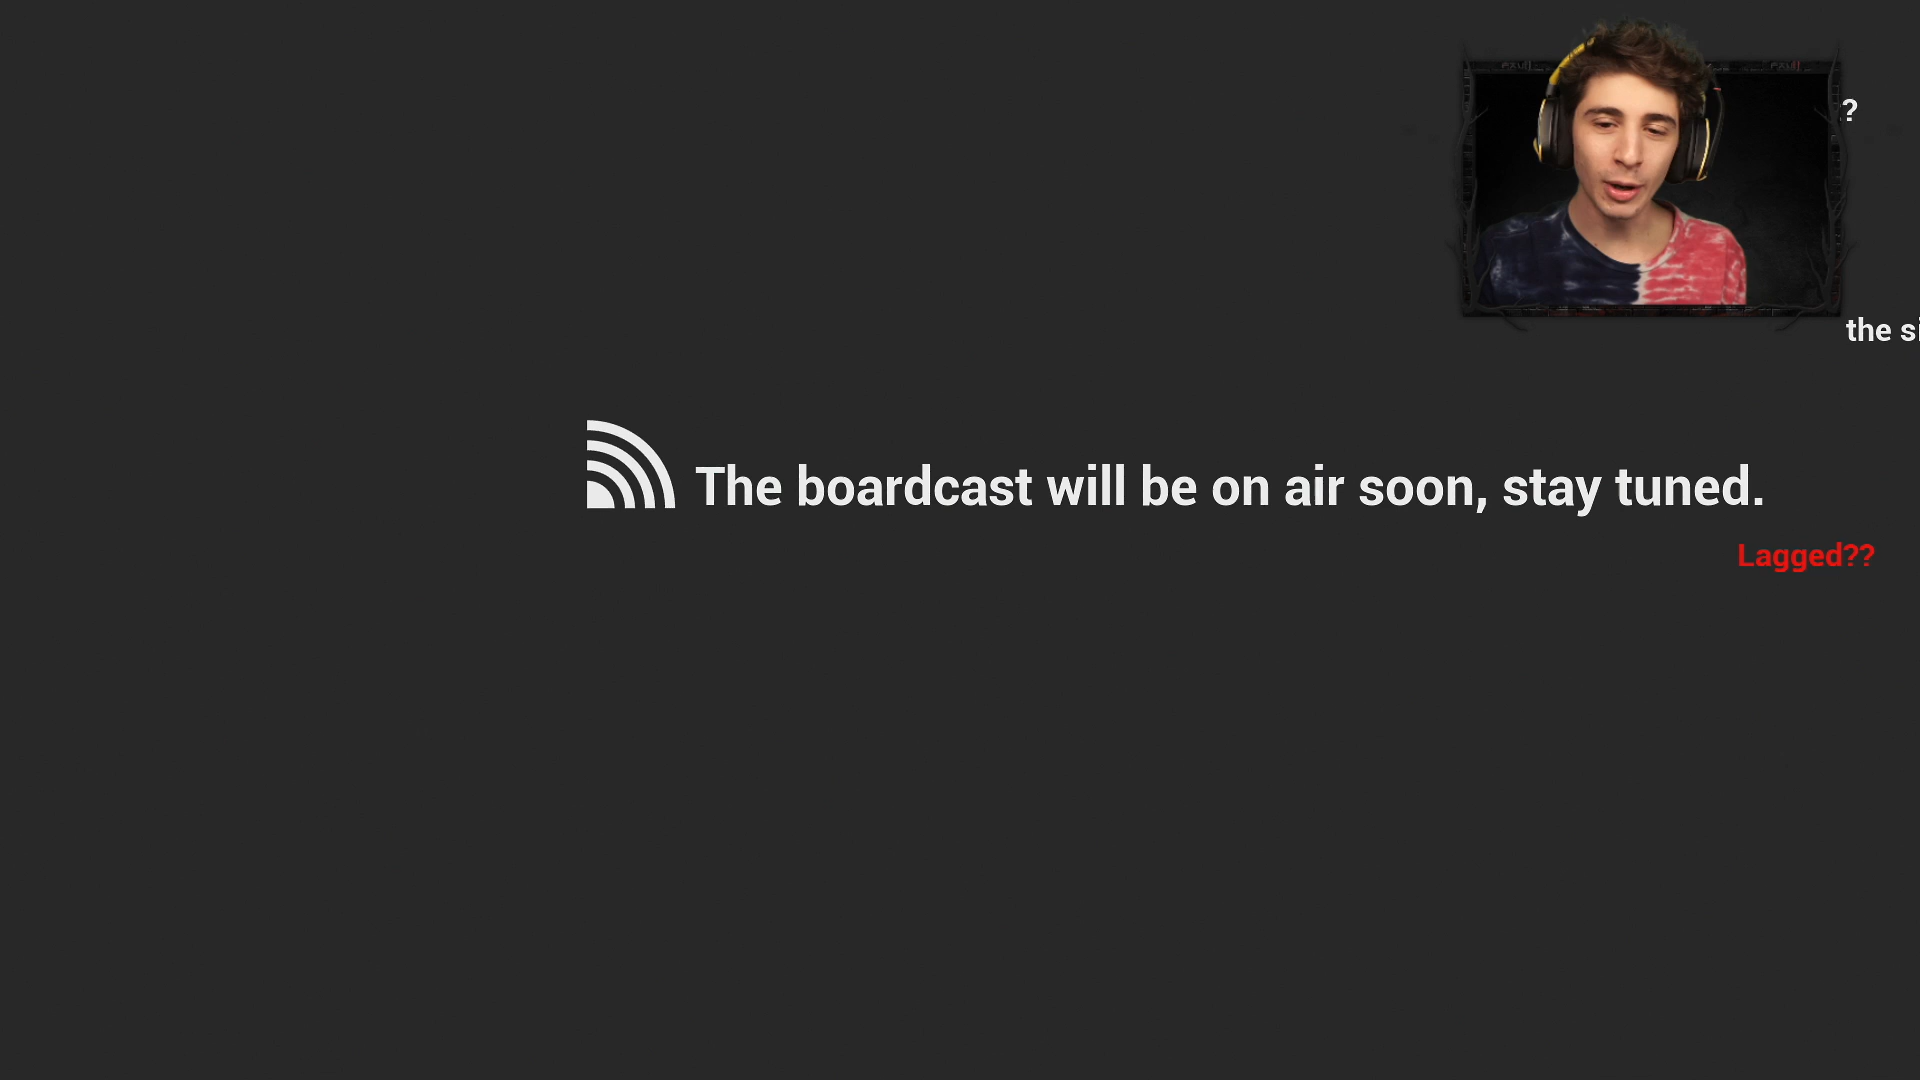 ?
the si
The boardcast will be on air soon, stay tuned.
Lagged??